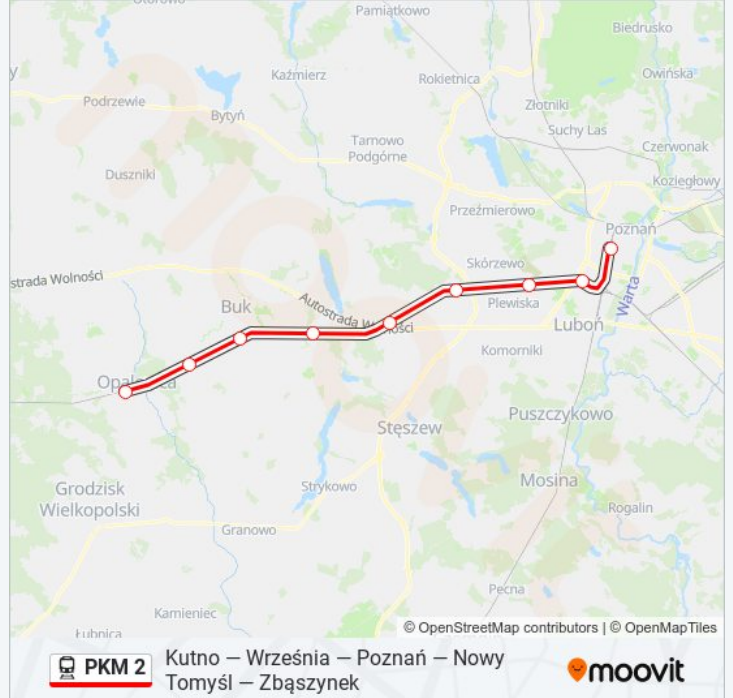 Otorowo
Pamiątkowo
Biedrusko
Kaźmierz
Rokietnica
Owińska
Podrzewie
Złotniki
Bytyń
Suchy Las
Tarnowo
Podgórne
Czerwonak
Duszniki
Koziegłowy
Przeźmierowo
Poznań
Skórzewo
strada Wolności
Warta
Buk
Autostrada Wolności
Plewiska
Luboń
Komorniki
Opalenica
Puszczykowo
Stęszew
Grodzisk
Wielkopolski
Strykowo
Mosina
Rogalin
Granowo
Pecna
Kamieniec
Łubnica
© OpenStreetMap contributors | © OpenMapTiles
PKM 2
Kutno — Września — Poznań — Nowy
Tomyśl — Zbąszynek
moovit